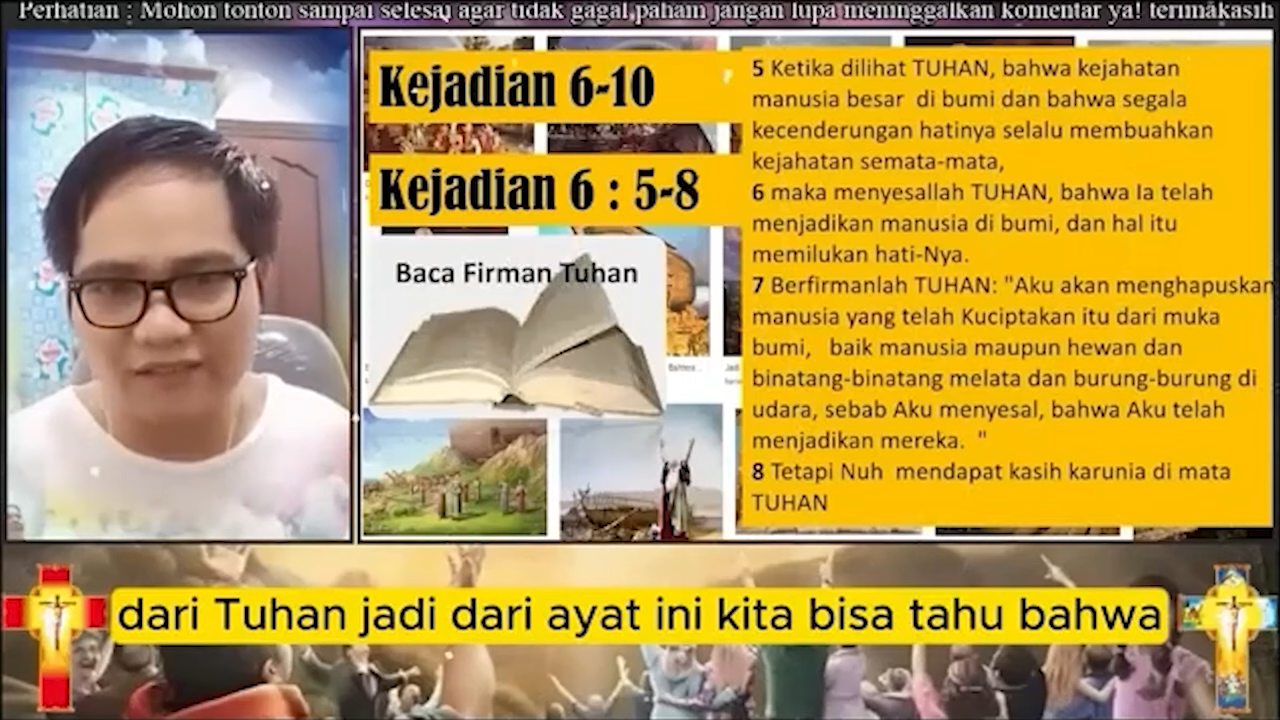 Perhatian : Mohon tonton sampai selesai agar tidak gagal paham jangan lupa meninggalkan komentar ya! terimakasih
Kejadian 6-10
Kejadian 6 : 5-8
Baca Firman Tuhan
5 Ketika dilihat TUHAN, bahwa kejahatan
manusia besar di bumi dan bahwa segala
kecenderungan hatinya selalu membuahkan
kejahatan semata-mata,
6 maka menyesallah TUHAN, bahwa Ia telah
menjadikan manusia di bumi, dan hal itu
memilukan hati-Nya.
7 Berfirmanlah TUHAN: "Aku akan menghapuskan
manusia yang telah Kuciptakan itu dari muka
bumi, baik manusia maupun hewan dan
binatang-binatang melata dan burung-burung di
udara, sebab Aku menyesal, bahwa Aku telah
menjadikan mereka. "
8 Tetapi Nuh mendapat kasih karunia di mata
TUHAN
dari Tuhan jadi dari ayat ini kita bisa tahu bahwa